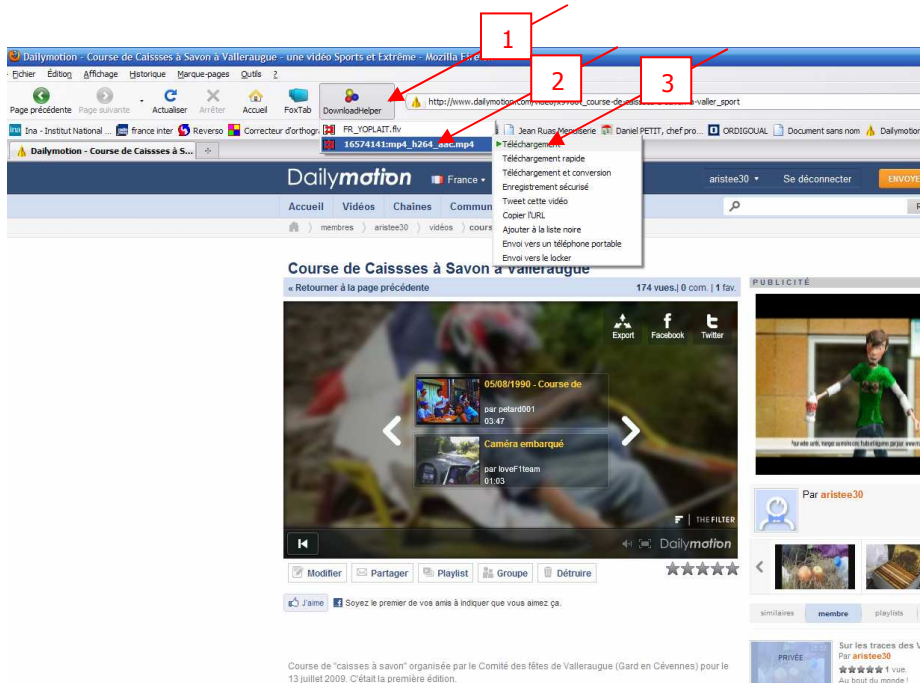 1
2
3
Dailymotion - Course de Caissses à Savon à Valleraugue - une vidéo Sports et Extrême - Mozilla
Fichier Édition Affichage Historique Marque-pages Outils ?
Page précédente Page suivante Actualiser Arrêter Accueil FoxTab DownloadHelper
Ina - Institut National ... france inter Reverso Correcteur d'orthogr
Jean Ruas Menuiserie Daniel PETIT, chef pro... ORDIGOUAL Document sans nom Dailymotion
FR_YOPLAIT.flv
16574141:mp4_h264_aac.mp4
Téléchargement
Téléchargement rapide
Téléchargement et conversion
Enregistrement sécurisé
Tweet cette vidéo
Copier l'URL
Ajouter à la liste noire
Envoi vers un téléphone portable
Envoi vers le locker
Dailymotion - Course de Caissses à S...
Dailymotion France aristee30 Se déconnecter ENVOYE
Accueil Vidéos Chaînes Commun
membres aristee30 vidéos cours
Course de Caissses à Savon à Valleraugue
« Retourner à la page précédente 174 vues.| 0 com. | 1 fav.
PUBLICITÉ
Export Facebook Twitter
05/08/1990 - Course de
par petard001
03:47
Caméra embarqué
par loveF1team
01:03
THE FILTER
Dailymotion
Modifier Partager Playlist Groupe Détruire
J'aime Soyez le premier de vos amis à indiquer que vous aimez ça.
Course de "caisses à savon" organisée par le Comité des fêtes de Valleraugue (Gard en Cévennes) pour le
13 juillet 2009. C'était la première édition.
Par aristee30
similaires membre playlists
PRIVÉE
Sur les traces des V
Par aristee30
1 vue.
Au bout du monde !